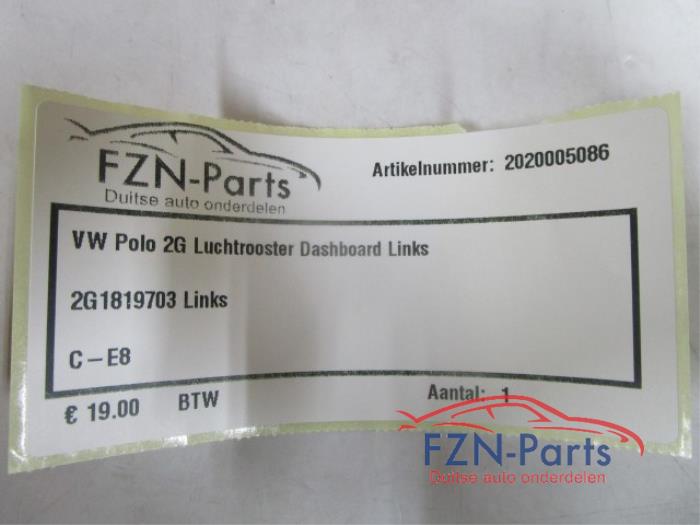 FZN-Parts
Duitse auto onderdelen
Artikelnummer: 2020005086
VW Polo 2G Luchtrooster Dashboard Links
2G1819703 Links
C-E8
€ 19.00 BTW Aantal: 1
FZN-Parts
Duitse auto onderdelen